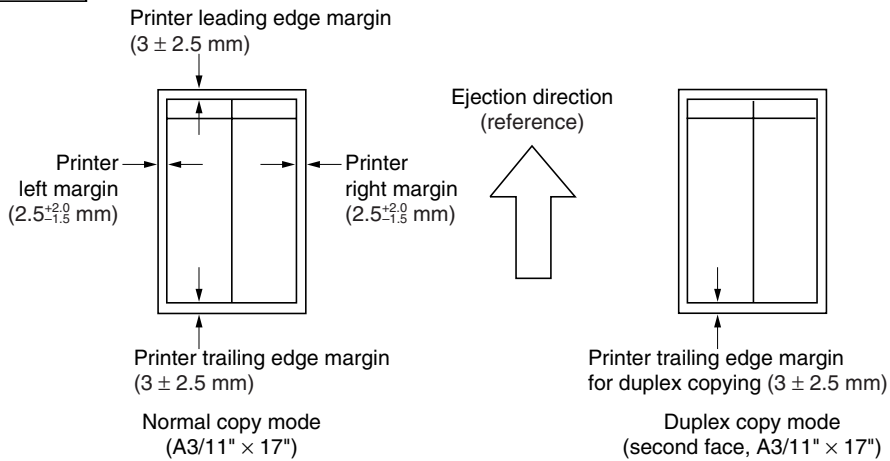 Printer leading edge margin
(3 ± 2.5 mm)
Ejection direction
(reference)
Printer
left margin
(2.5+2.0−1.5 mm)
Printer
right margin
(2.5+2.0−1.5 mm)
Printer trailing edge margin
(3 ± 2.5 mm)
Printer trailing edge margin
for duplex copying (3 ± 2.5 mm)
Normal copy mode
(A3/11" × 17")
Duplex copy mode
(second face, A3/11" × 17")